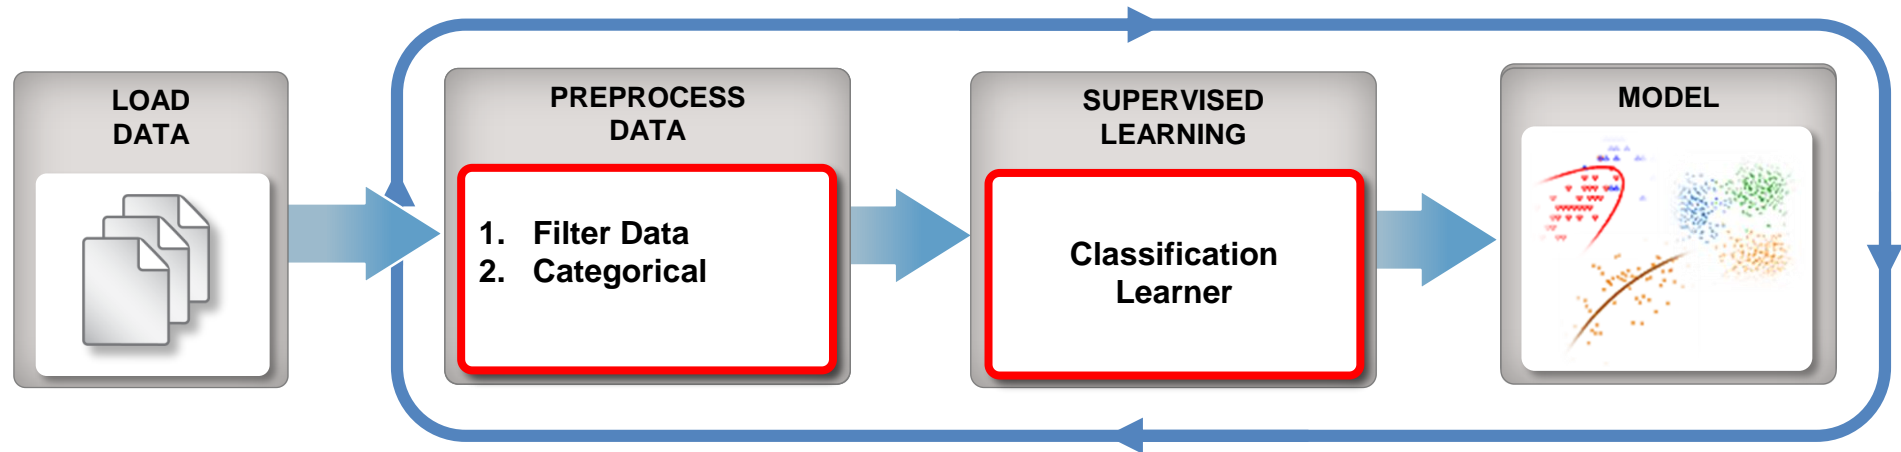 LOAD
DATA
PREPROCESS
DATA
1. Filter Data
2. Categorical
SUPERVISED
LEARNING
Classification
Learner
MODEL